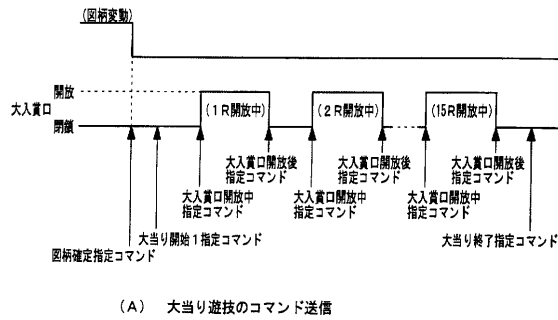 (図柄変動)
開放
大入賞口
閉鎖
(1R開放中)
(2R開放中)
(15R開放中)
大入賞口開放後
指定コマンド
大入賞口開放後
指定コマンド
大入賞口開放後
指定コマンド
大入賞口開放中
指定コマンド
大入賞口開放中
指定コマンド
大入賞口開放中
指定コマンド
大当り開始1指定コマンド
大当り終了指定コマンド
図柄確定指定コマンド
(A) 大当り遊技のコマンド送信